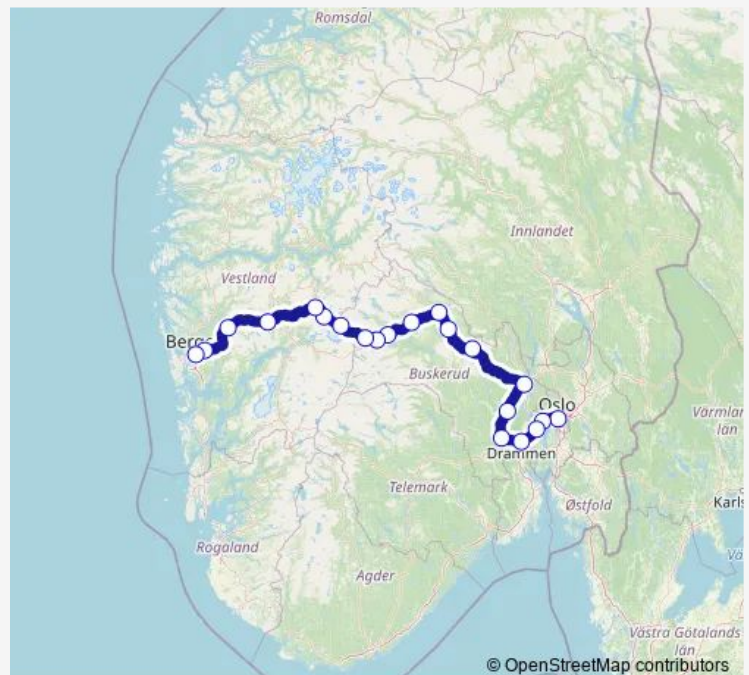 Romsdal
Innlandet
Vestland
Berg
Buskerud
Oslo
Värmlar
län
Drammen
Telemark
Østfold
Karls
Rogaland
Agder
Västra Götalands
län
© OpenStreetMap contributors